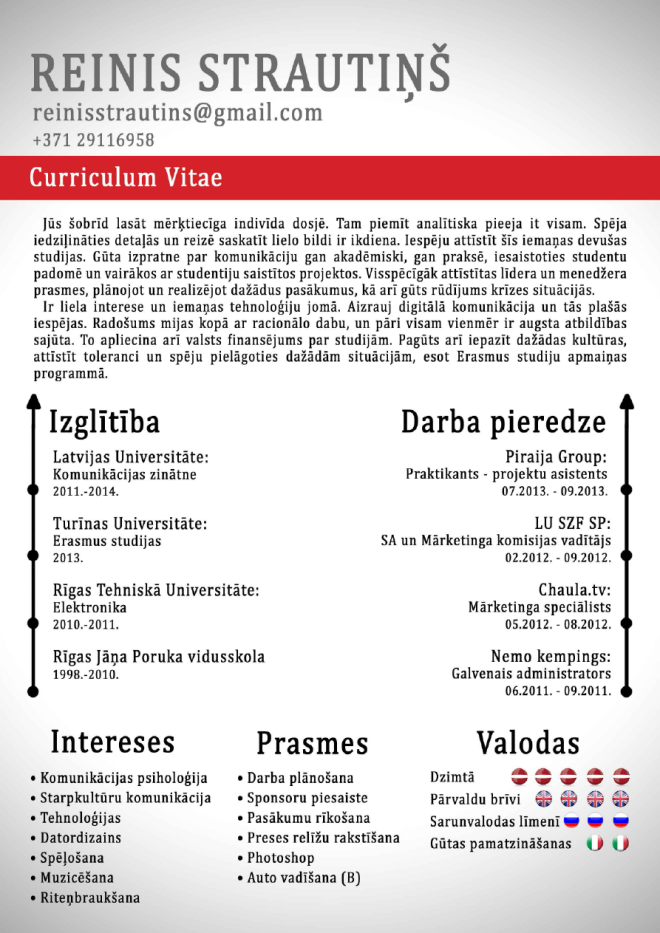 REINIS STRAUTIŅŠ
reinisstrautins@gmail.com
+371 29116958
Curriculum Vitae
Jūs šobrīd lasāt mērķtiecīga indivīda dosjē. Tam piemīt analītiska pieeja it visam. Spēja
iedziļināties detaļās un reizē saskatīt lielo bildi ir ikdiena. Iespēju attīstīt šīs iemaņas devušas
studijas. Gūta izpratne par komunikāciju gan akadēmiski, gan praksē, iesaistoties studentu
padomē un vairākos ar studentiju saistītos projektos. Visspēcīgāk attīstītas līdera un menedžera
prasmes, plānojot un realizējot dažādus pasākumus, kā arī gūts rūdījums krīzes situācijās.
Ir liela interese un iemaņas tehnoloģiju jomā. Aizrauj digitālā komunikācija un tās plašās
iespējas. Radošums mijas kopā ar racionālo dabu, un pāri visam vienmēr ir augsta atbildības
sajūta. To apliecina arī valsts finansējums par studijām. Pagūts arī iepazīt dažādas kultūras,
attīstīt toleranci un spēju pielāgoties dažādām situācijām, esot Erasmus studiju apmaiņas
programmā.
Izglītība
Latvijas Universitāte:
Komunikācijas zinātne
2011.-2014.
Turīnas Universitāte:
Erasmus studijas
2013.
Rīgas Tehniskā Universitāte:
Elektronika
2010.-2011.
Rīgas Jāņa Poruka vidusskola
1998.-2010.
Darba pieredze
Piraija Group:
Praktikants - projektu asistents
07.2013. - 09.2013.
LU SZF SP:
SA un Mārketinga komisijas vadītājs
02.2012. - 09.2012.
Chaula.tv:
Mārketinga speciālists
05.2012. - 08.2012.
Nemo kempings:
Galvenais administrators
06.2011. - 09.2011.
Intereses
• Komunikācijas psiholoģija
• Starpkultūru komunikācija
• Tehnoloģijas
• Datordizains
• Spēļošana
• Muzicēšana
• Riteņbraukšana
Prasmes
• Darba plānošana
• Sponsoru piesaiste
• Pasākumu rīkošana
• Preses relīžu rakstīšana
• Photoshop
• Auto vadīšana (B)
Valodas
Dzimtā
Pārvaldu brīvi
Sarunvalodas līmenī
Gūtas pamatzināšanas